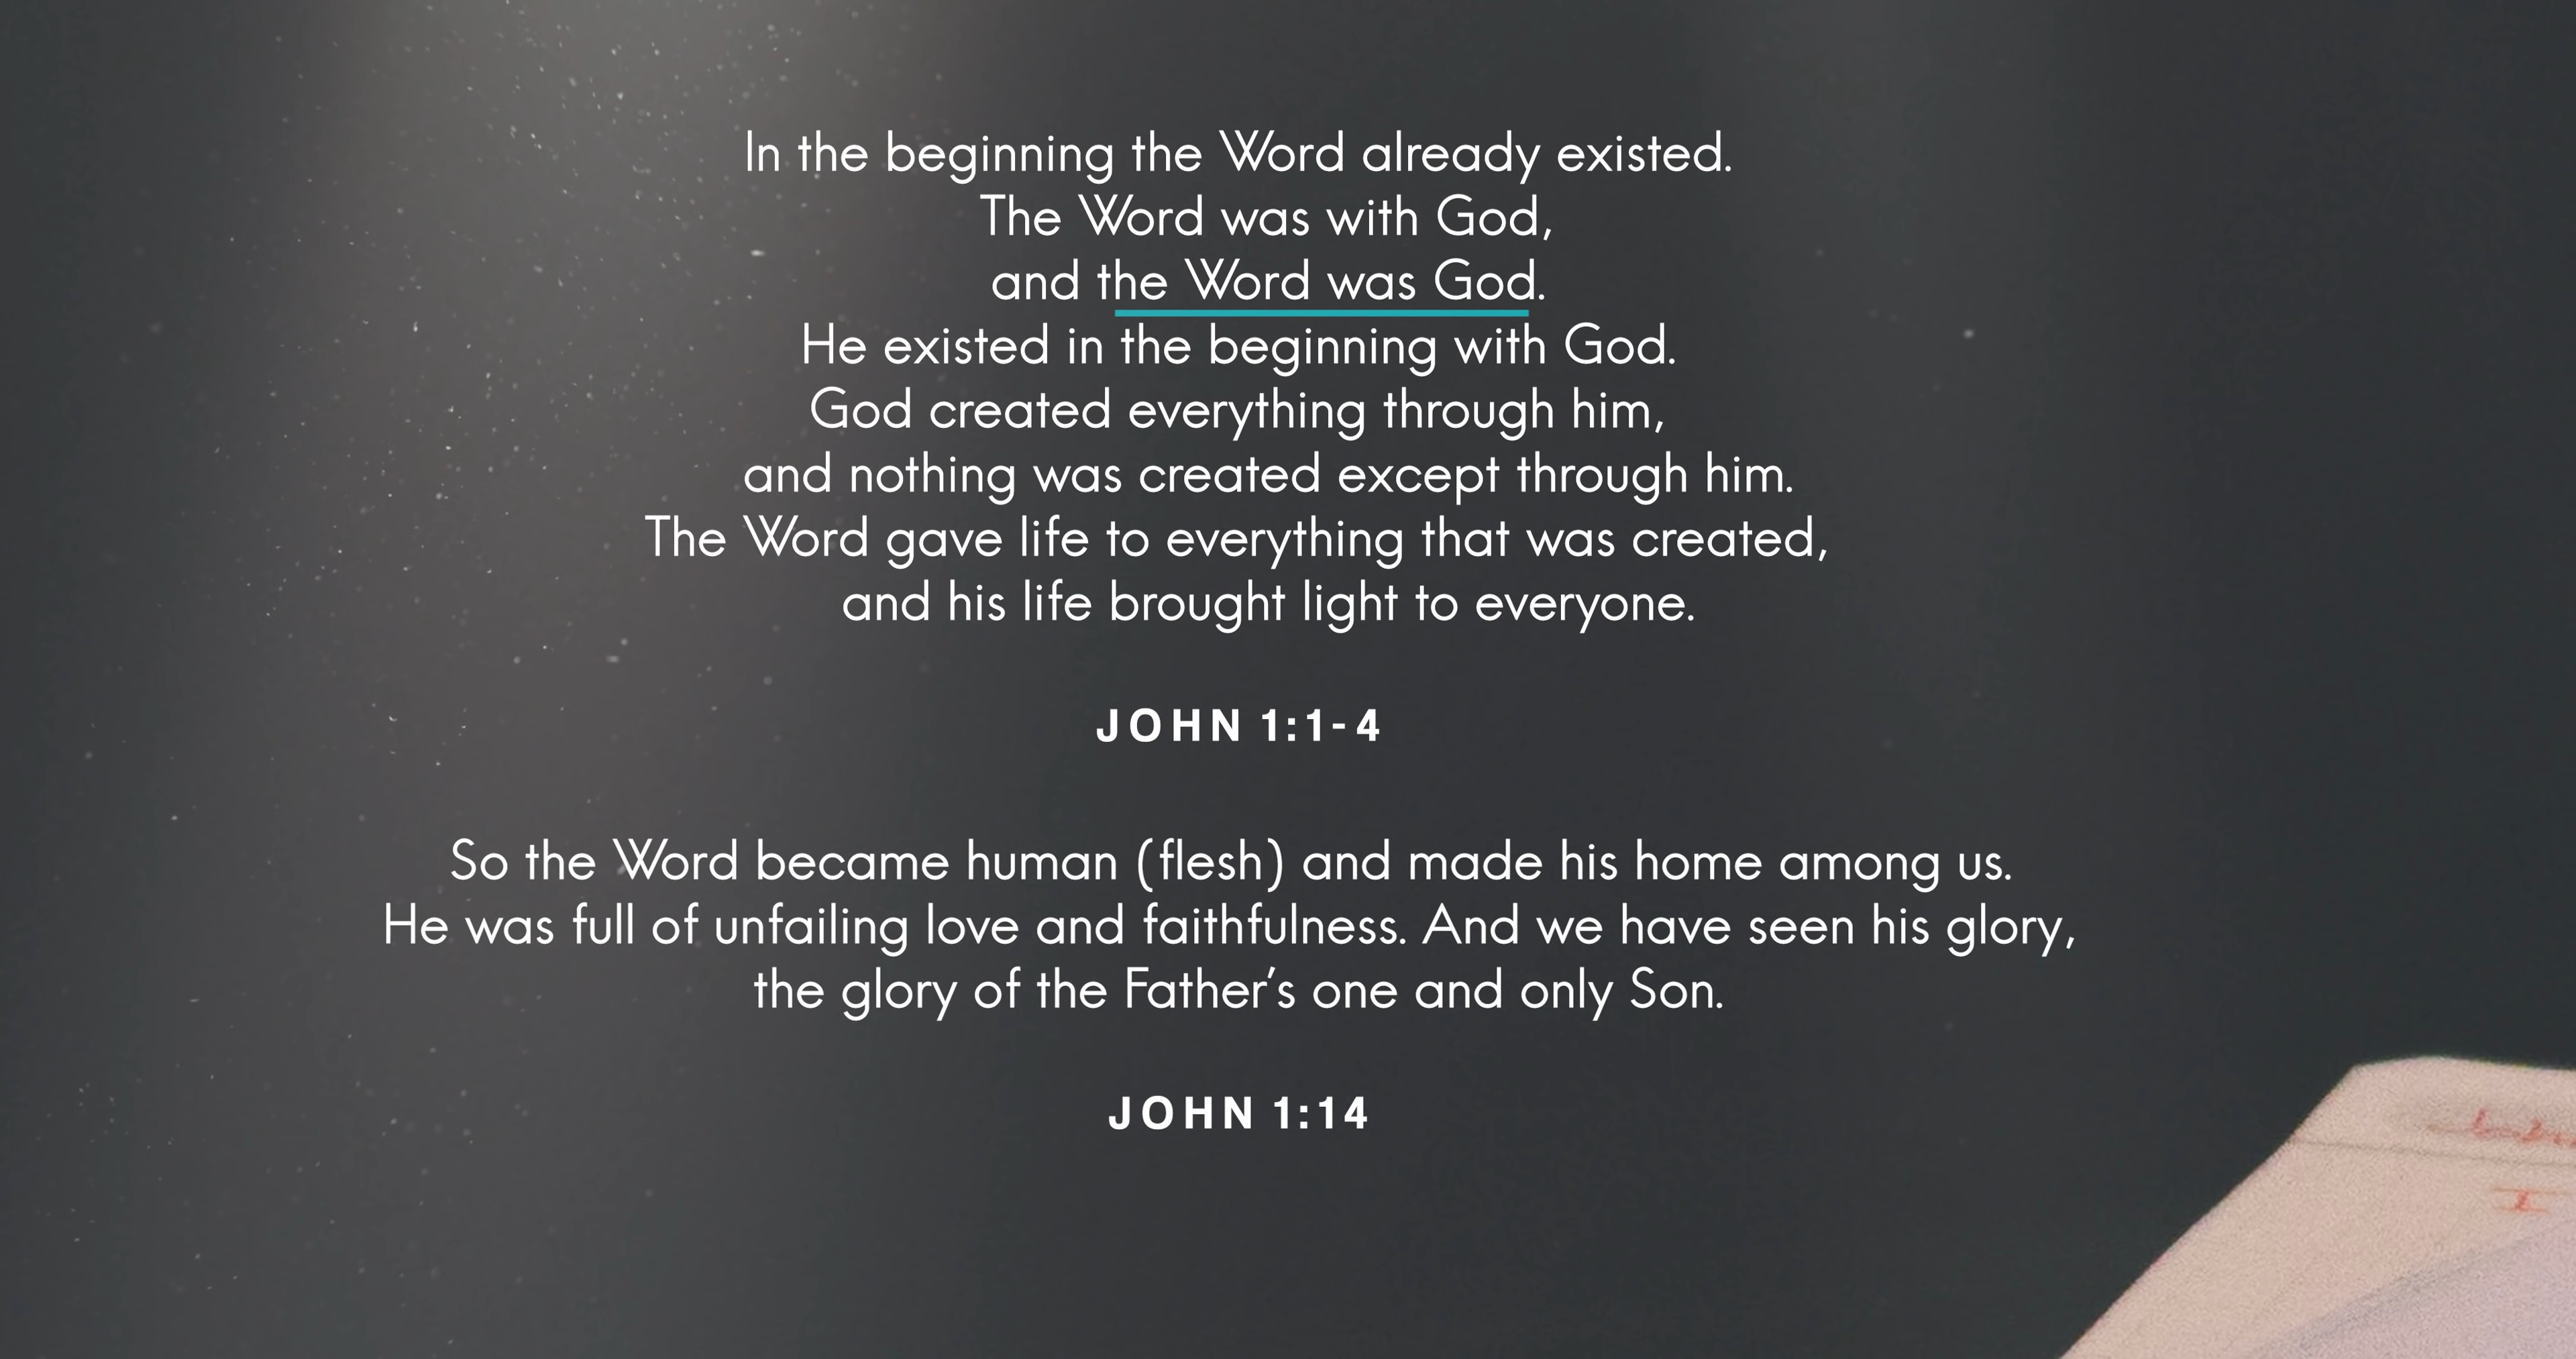 In the beginning the Word already existed.
The Word was with God,
and the Word was God.
He existed in the beginning with God.
God created everything through him,
and nothing was created except through him.
The Word gave life to everything that was created,
and his life brought light to everyone.
JOHN 1:1-4
So the Word became human (flesh) and made his home among us.
He was full of unfailing love and faithfulness. And we have seen his glory,
the glory of the Father’s one and only Son.
JOHN 1:14